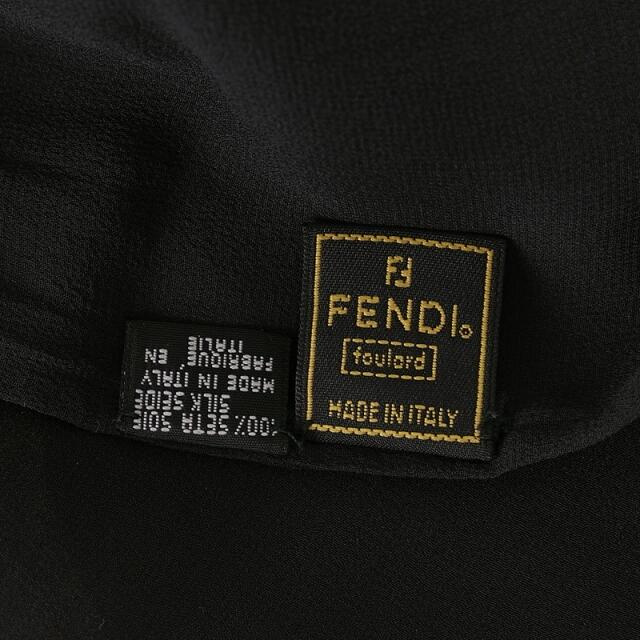 FENDI®
foulard
MADE IN ITALY
100% SETA SOIE
SILK SEIDE
MADE IN ITALY
FABRIQUE EN
ITALIE